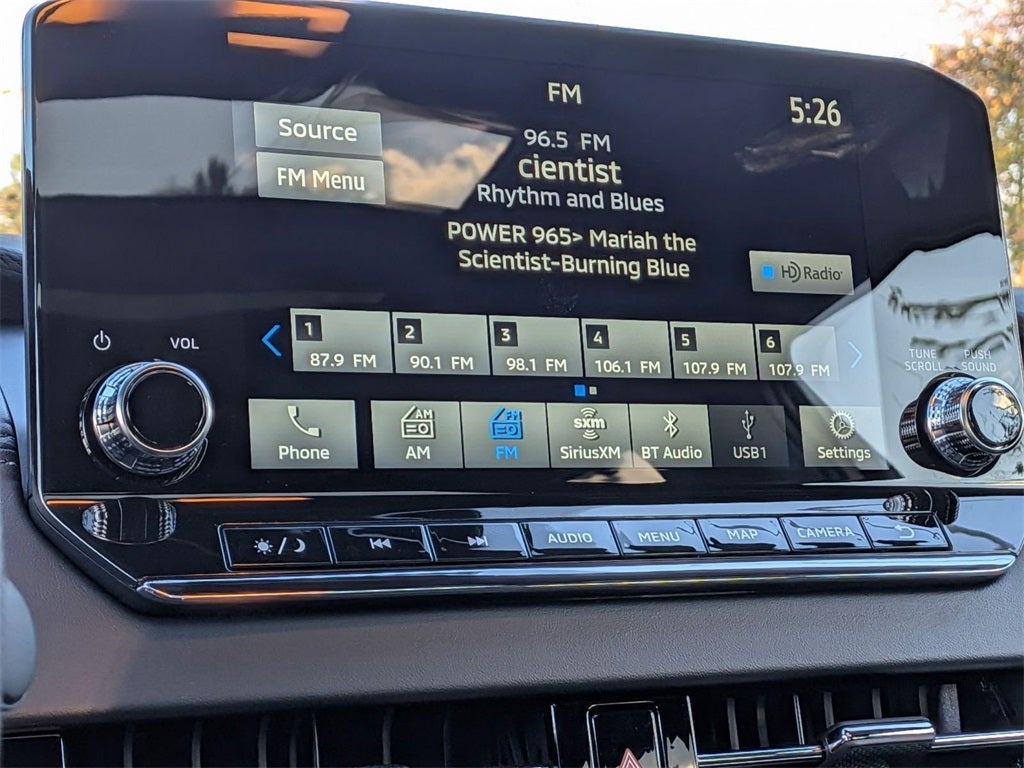 FM
5:26
Source
FM Menu
96.5 FM
cientist
Rhythm and Blues
POWER 965> Mariah the
Scientist-Burning Blue
HD Radio
VOL
TUNE
SCROLL
PUSH
SOUND
1
87.9 FM
2
90.1 FM
3
98.1 FM
4
106.1 FM
5
107.9 FM
6
107.9 FM
Phone
AM
AM
FM
FM
sxm
SiriusXM
BT Audio
USB1
Settings
AUDIO
MENU
MAP
CAMERA